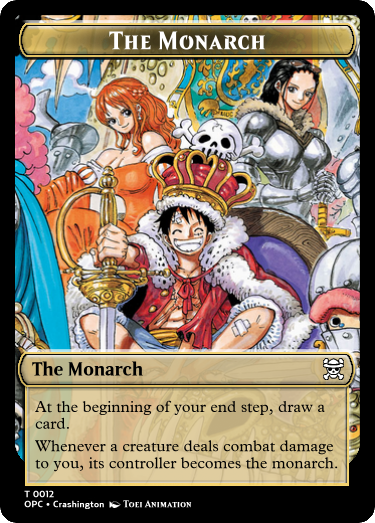 The Monarch
The Monarch
At the beginning of your end step, draw a
card.
Whenever a creature deals combat damage
to you, its controller becomes the monarch.
T 0012
OPC • Crashington Toei Animation